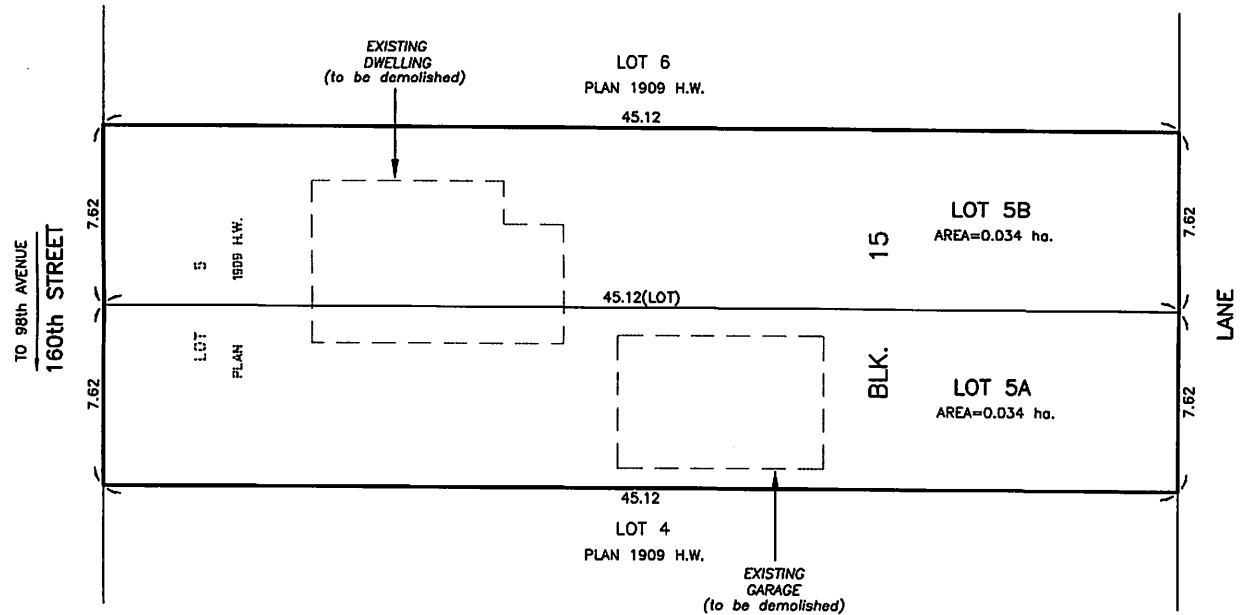 EXISTING
DWELLING
(to be demolished)
LOT 6
PLAN 1909 H.W.
45.12
7.62
LOT 5
PLAN 1909 H.W.
BLK. 15
LOT 5B
AREA=0.034 ha.
7.62
TO 98th AVENUE
160th STREET
45.12(LOT)
LANE
7.62
LOT 5A
AREA=0.034 ha.
7.62
45.12
LOT 4
PLAN 1909 H.W.
EXISTING
GARAGE
(to be demolished)